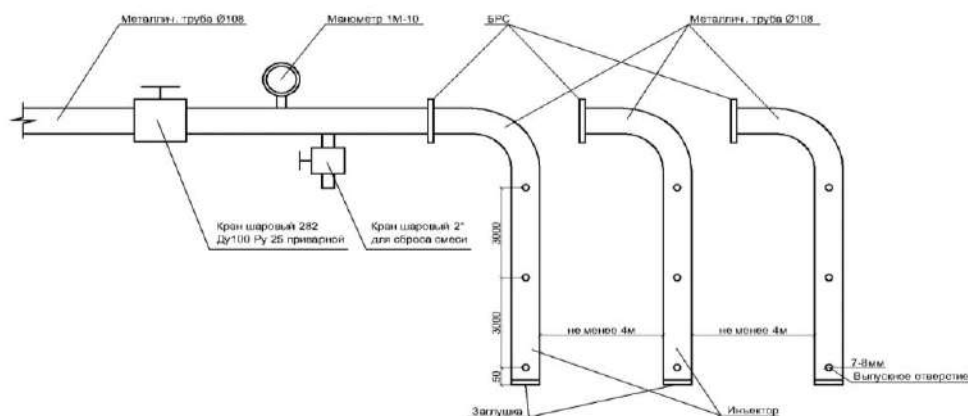 Металлич. труба Ø108
Манометр 1М-10
БРС
Металлич. труба Ø108
Кран шаровый 282
Ду100 Ру 25 приварной
Кран шаровый 2"
для сброса смеси
3000
3000
50
не менее 4м
не менее 4м
7-8мм
Выпускное отверстие
Заглушка
Инъектор